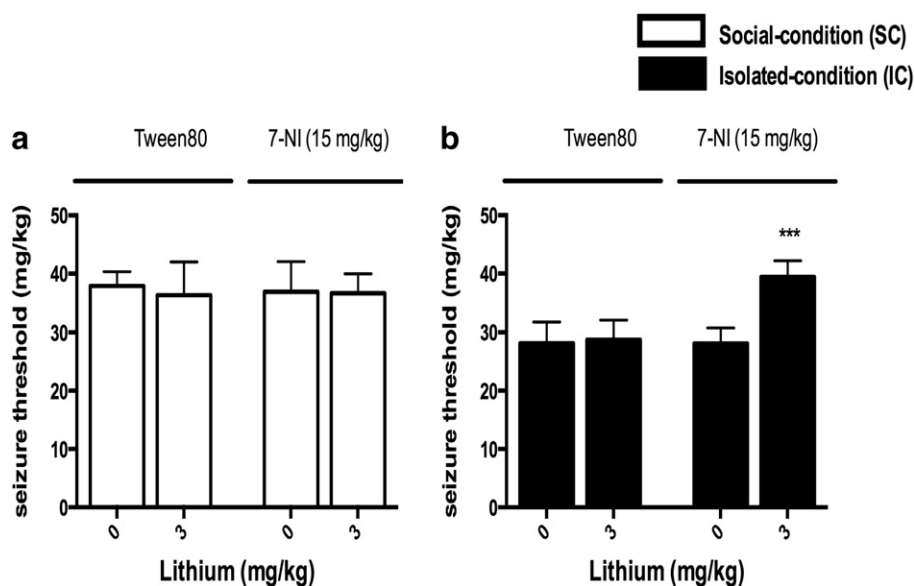 Social-condition (SC)
Isolated-condition (IC)
a
Tween80
7-NI (15 mg/kg)
seizure threshold (mg/kg)
50
40
30
20
10
0
0
3
0
3
Lithium (mg/kg)
b
Tween80
7-NI (15 mg/kg)
seizure threshold (mg/kg)
50
40
30
20
10
0
***
0
3
0
3
Lithium (mg/kg)